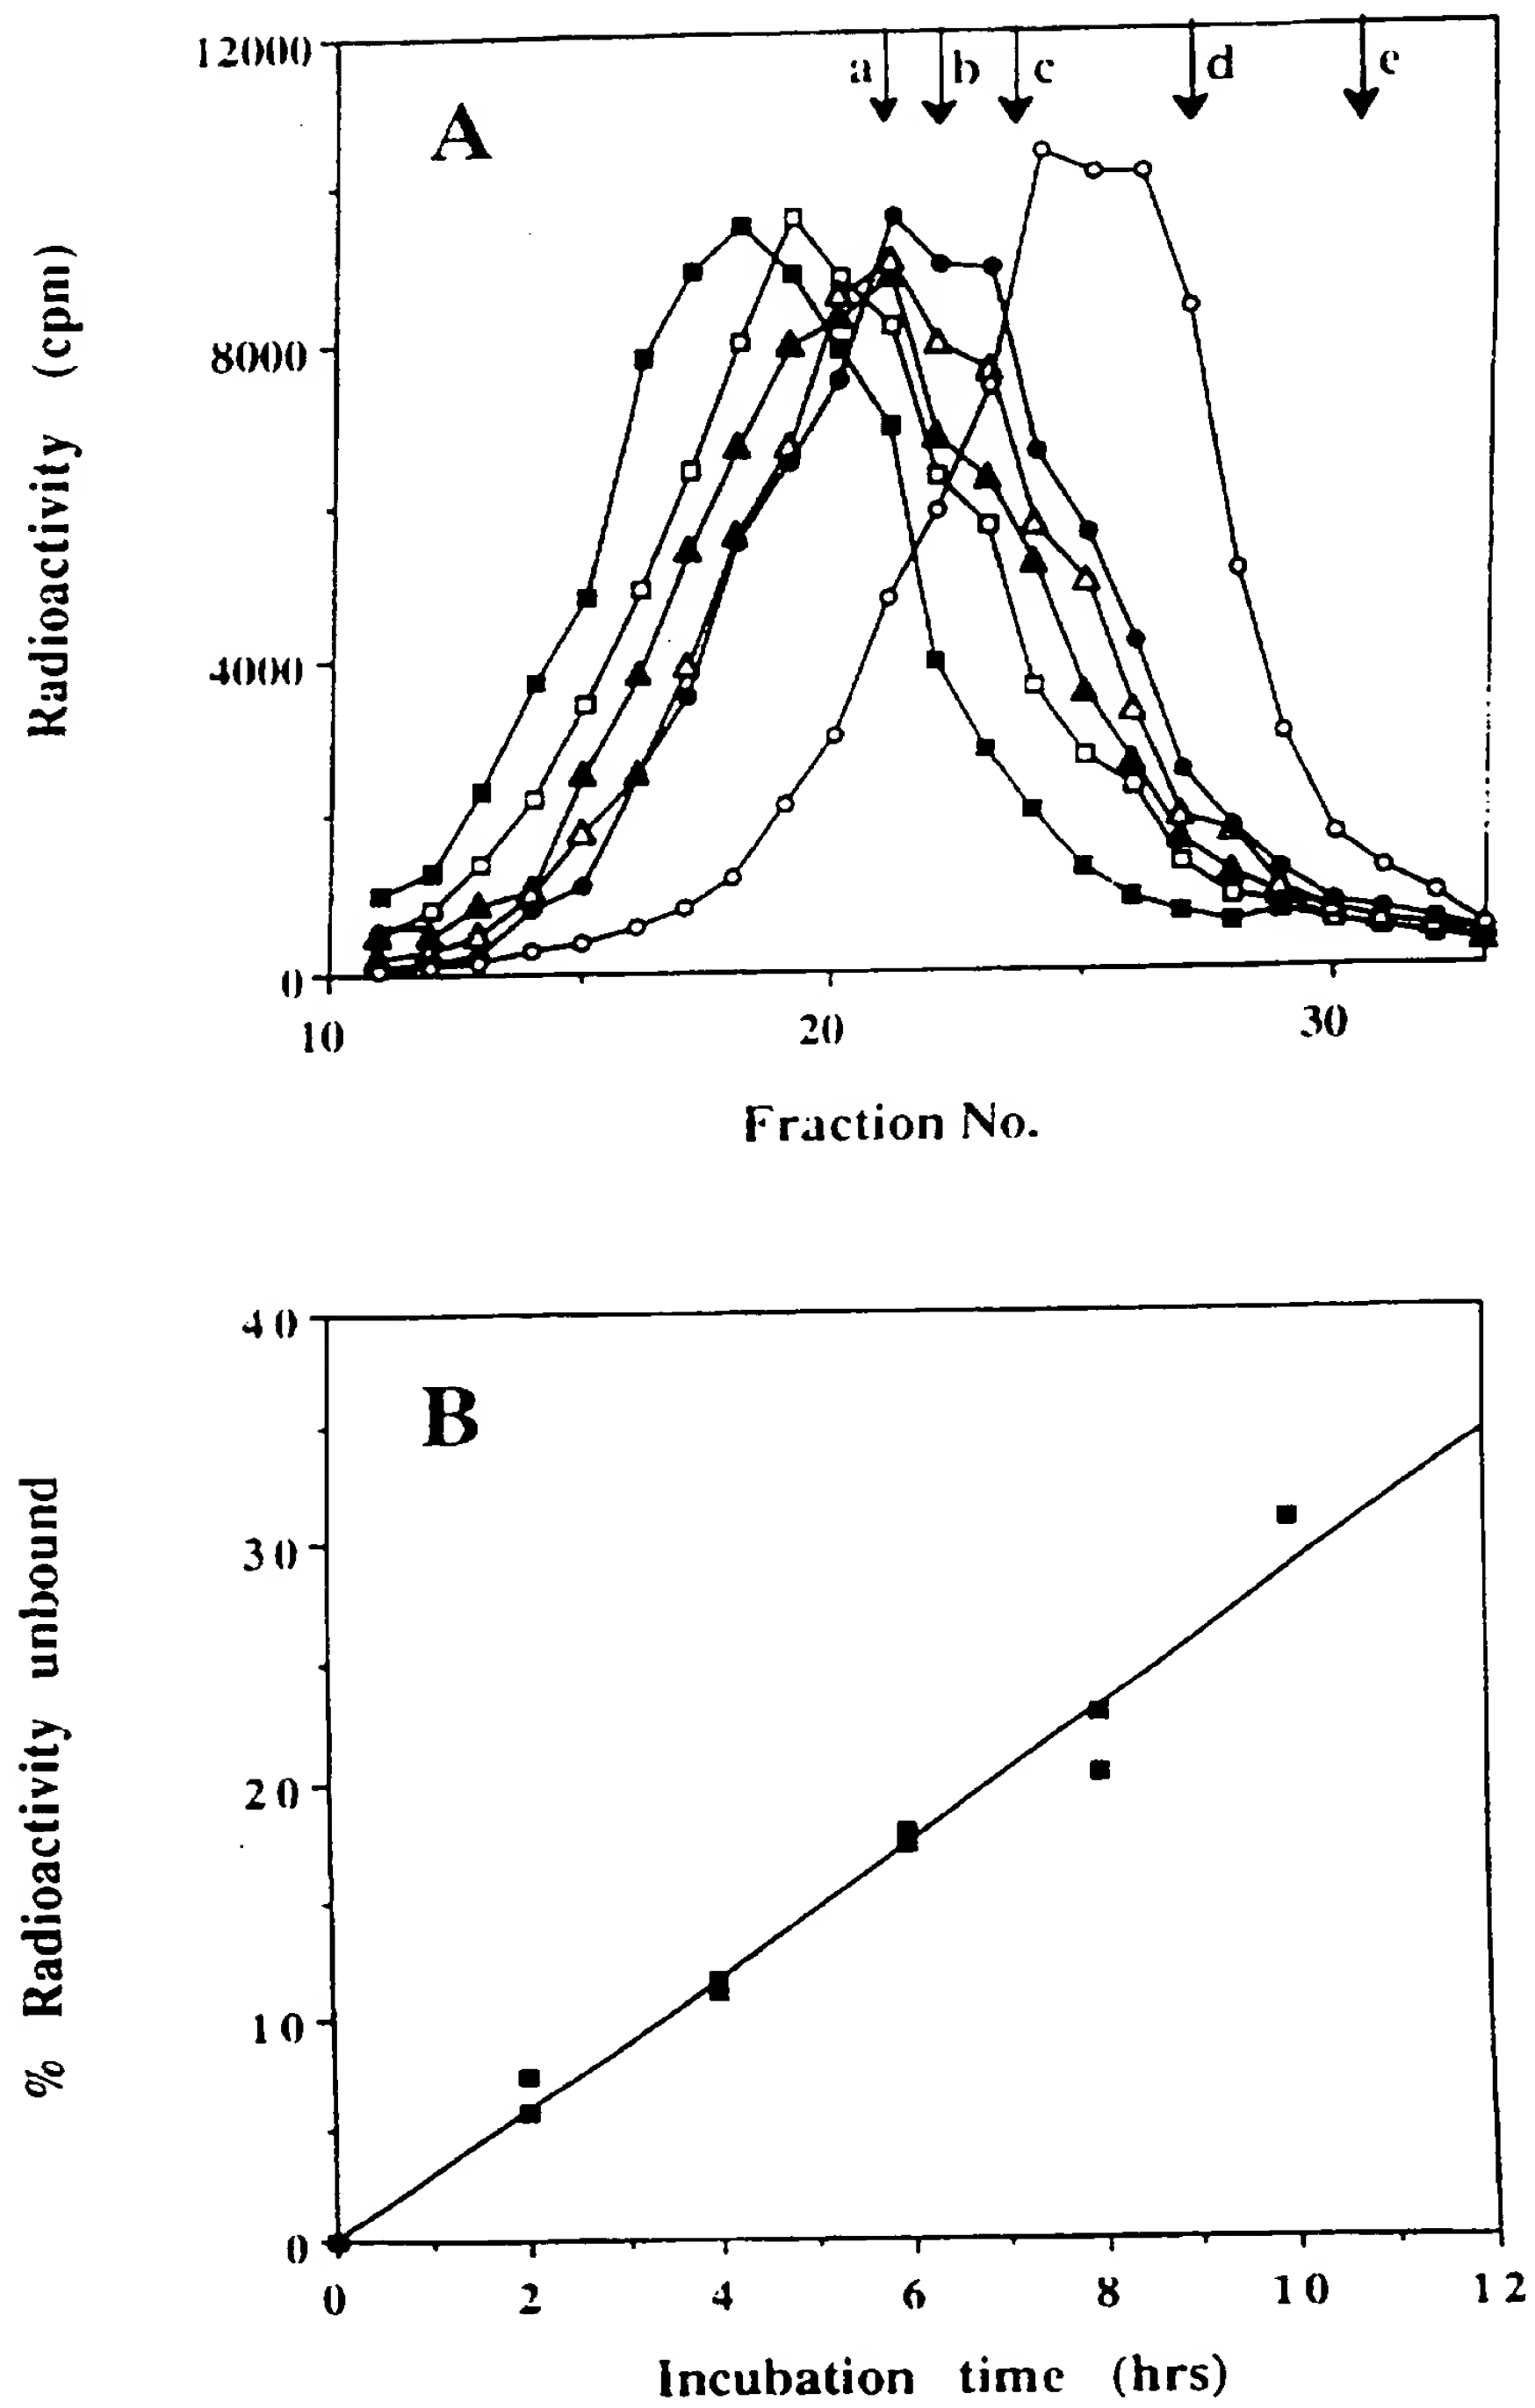 12000
a b c d e
A
8000
4000
0
10 20 30
Radioactivity (cpm)
Fraction No.
40
B
30
20
10
0
0 2 4 6 8 10 12
% Radioactivity unbound
Incubation time (hrs)